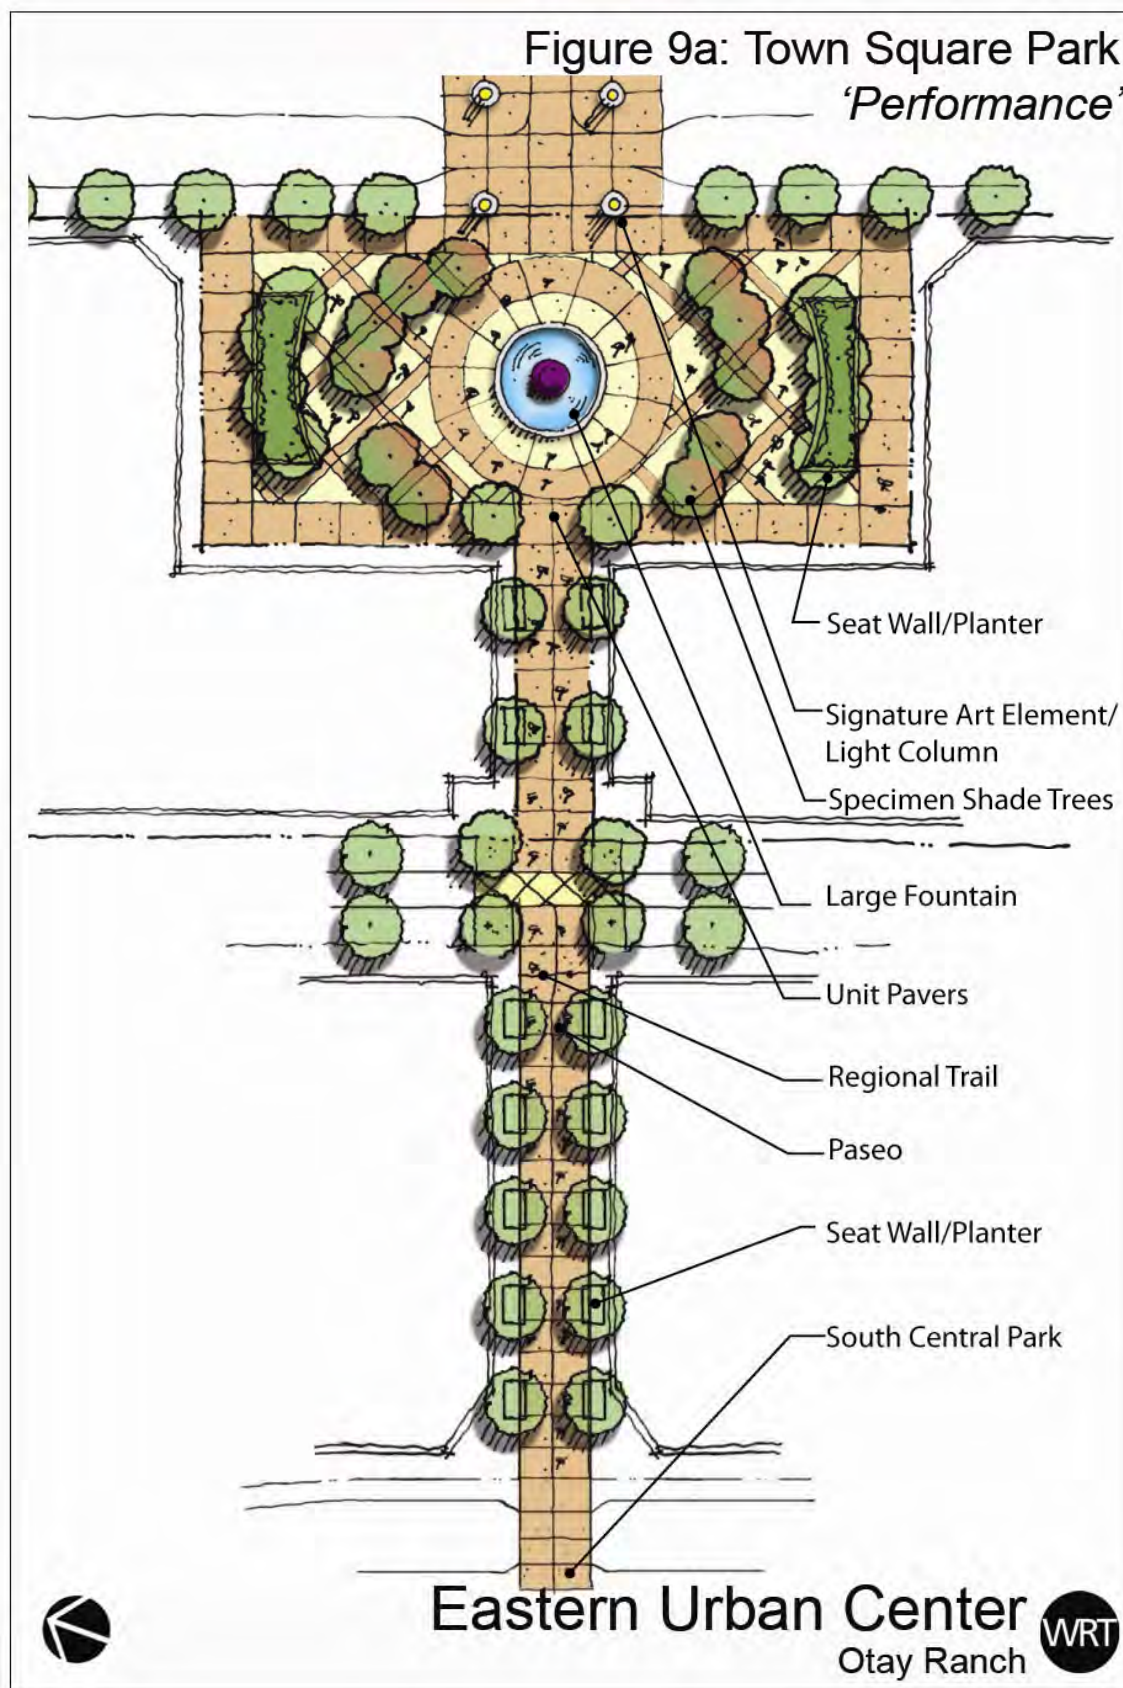 Figure 9a: Town Square Park
'Performance'
Seat Wall/Planter
Signature Art Element/
Light Column
Specimen Shade Trees
Large Fountain
Unit Pavers
Regional Trail
Paseo
Seat Wall/Planter
South Central Park
Eastern Urban Center
Otay Ranch
WRT